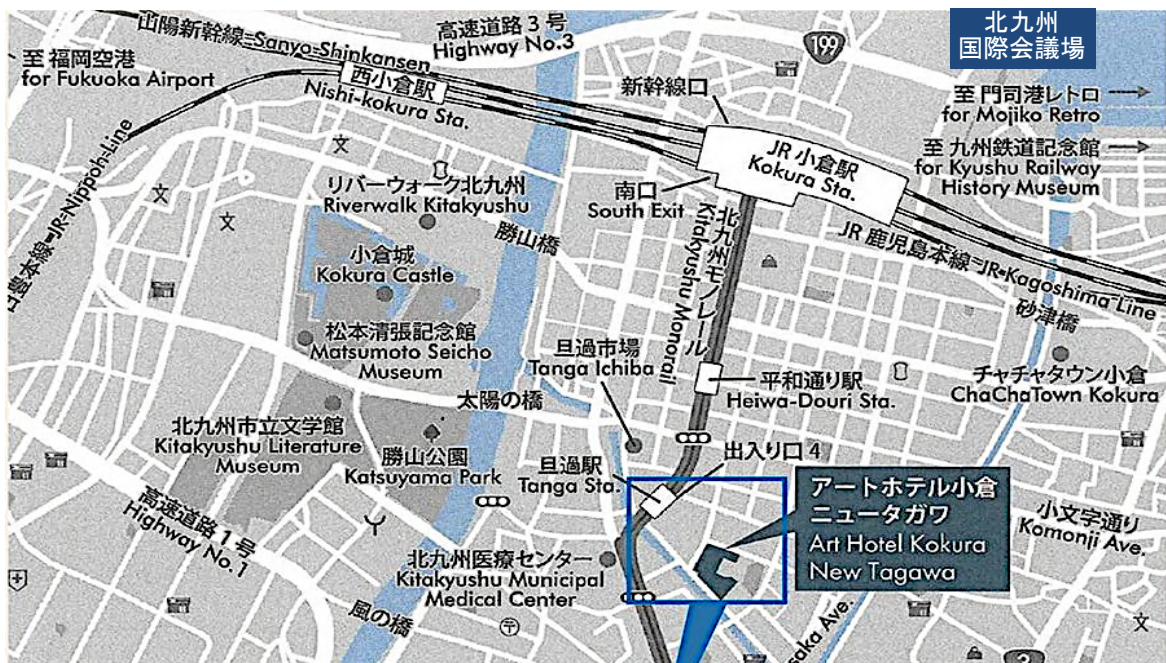 山陽新幹線=Sanyo Shinkansen
高速道路3号
Highway No.3
199
北九州
国際会議場
至 福岡空港
for Fukuoka Airport
西小倉駅
Nishi-kokura Sta.
新幹線口
至 門司港レトロ
for Mojiko Retro
至 九州鉄道記念館
for Kyushu Railway
History Museum
JR 小倉駅
Kokura Sta.
南口
South Exit
日豊本線=JR=Nippoh=Line
リバーウォーク北九州
Riverwalk Kitakyushu
勝山橋
北九州モノレール
Kitakyushu Monorail
JR 鹿児島本線=JR=Kagoshima Line
小倉城
Kokura Castle
砂津橋
松本清張記念館
Matsumoto Seicho
Museum
旦過市場
Tanga Ichiba
平和通り駅
Heiwa-Douri Sta.
チャチャタウン小倉
ChaChaTown Kokura
太陽の橋
北九州市立文学館
Kitakyushu Literature
Museum
勝山公園
Katsuyama Park
旦過駅
Tanga Sta.
出入り口 4
アートホテル小倉
ニュータガワ
Art Hotel Kokura
New Tagawa
小文字通り
Komonji Ave.
高速道路1号
Highway No.1
北九州医療センター
Kitakyushu Municipal
Medical Center
風の橋
saka Ave.
3